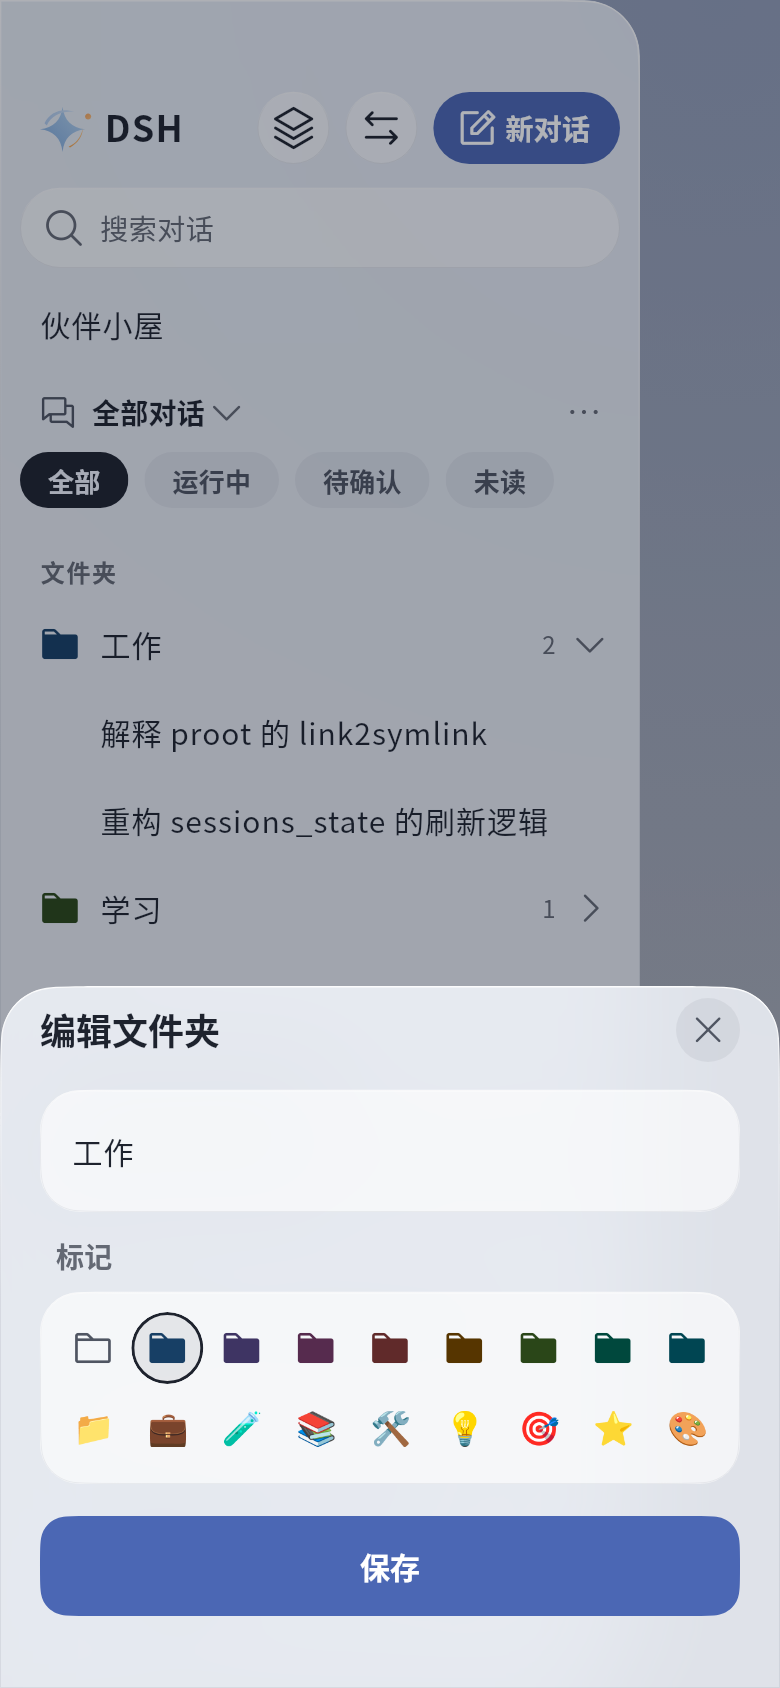 DSH
新对话
搜索对话
伙伴小屋
全部对话
全部 运行中 待确认 未读
文件夹
工作 2
解释 proot 的 link2symlink
重构 sessions_state 的刷新逻辑
学习 1
编辑文件夹
工作
标记
保存